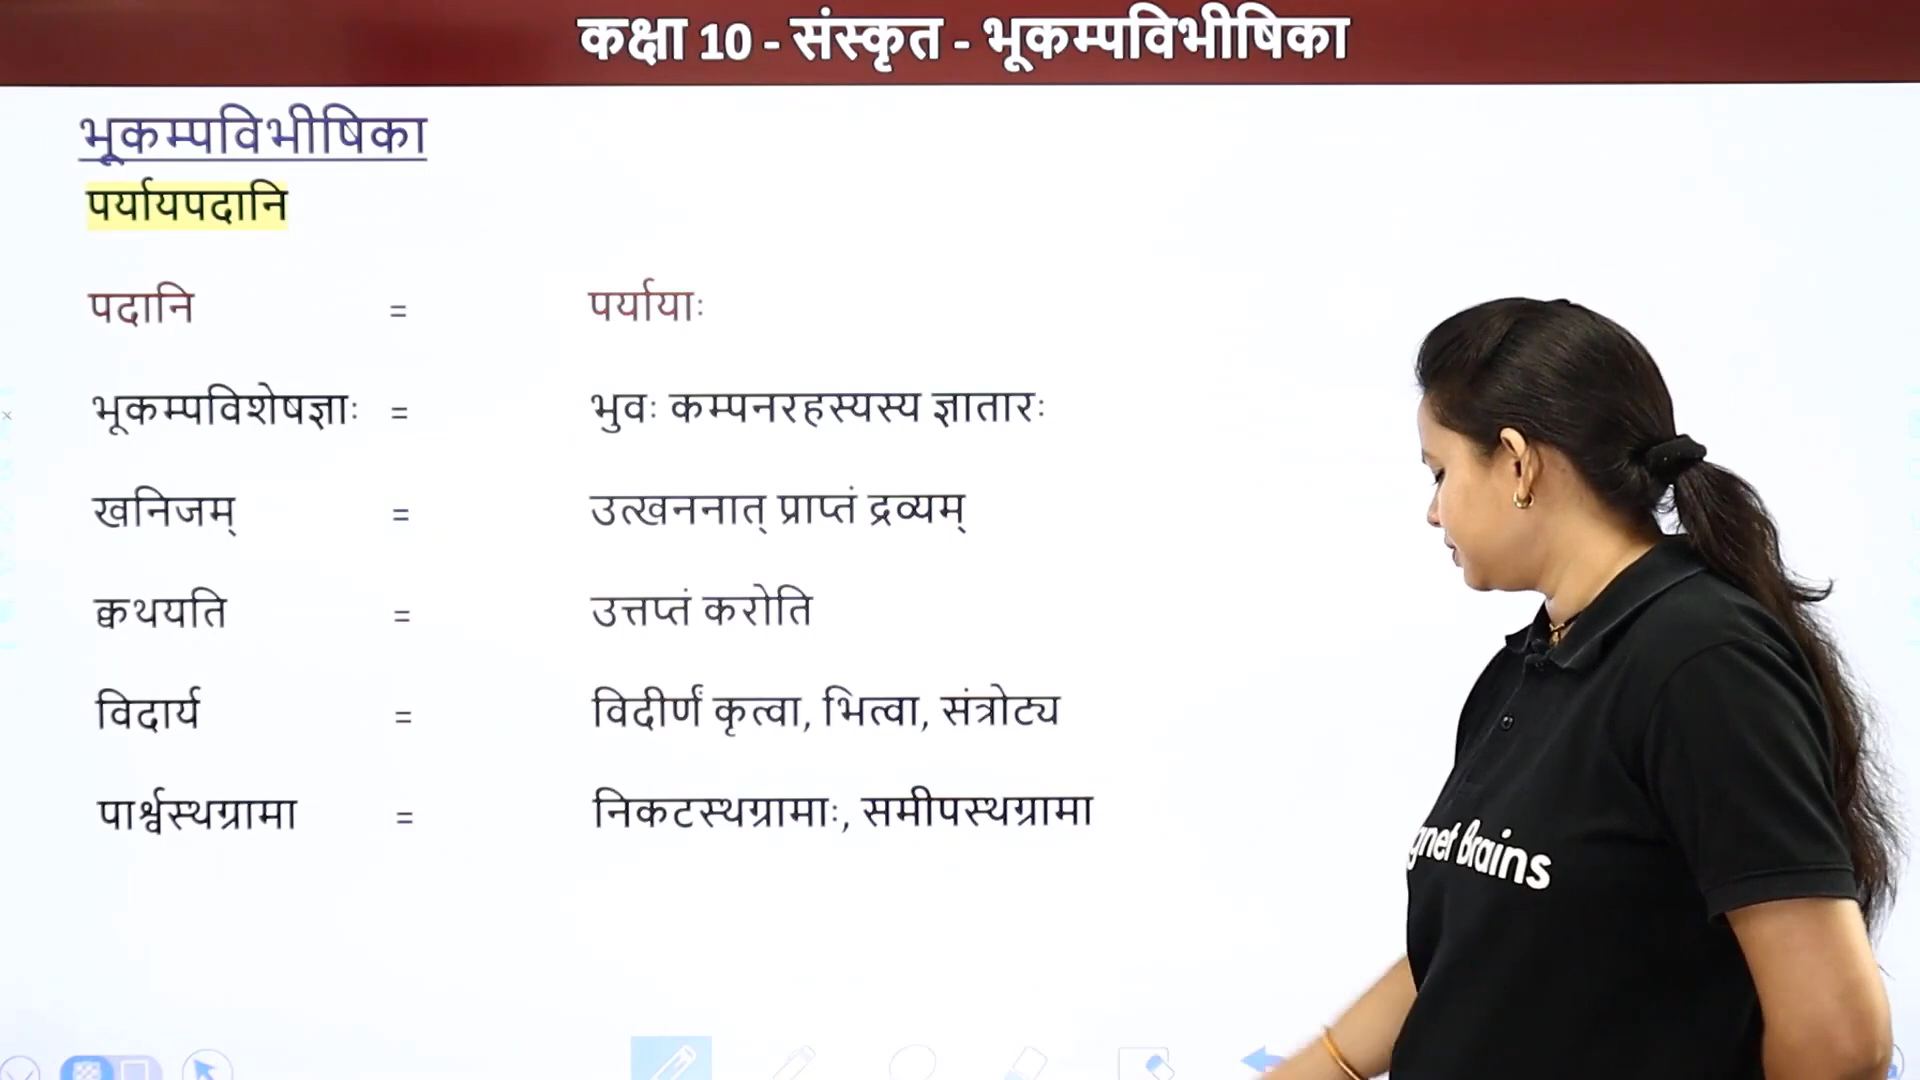 कक्षा 10 - संस्कृत - भूकम्पविभीषिका
भूकम्पविभीषिका
पर्यायपदानि
पदानि = पर्यायाः
भूकम्पविशेषज्ञाः = भुवः कम्पनरहस्यस्य ज्ञातारः
खनिजम् = उत्खननात् प्राप्तं द्रव्यम्
क्वथयति = उत्तप्तं करोति
विदार्य = विदीर्णं कृत्वा, भित्वा, संत्रोट्य
पार्श्वस्थग्रामा = निकटस्थग्रामाः, समीपस्थग्रामा
Brains